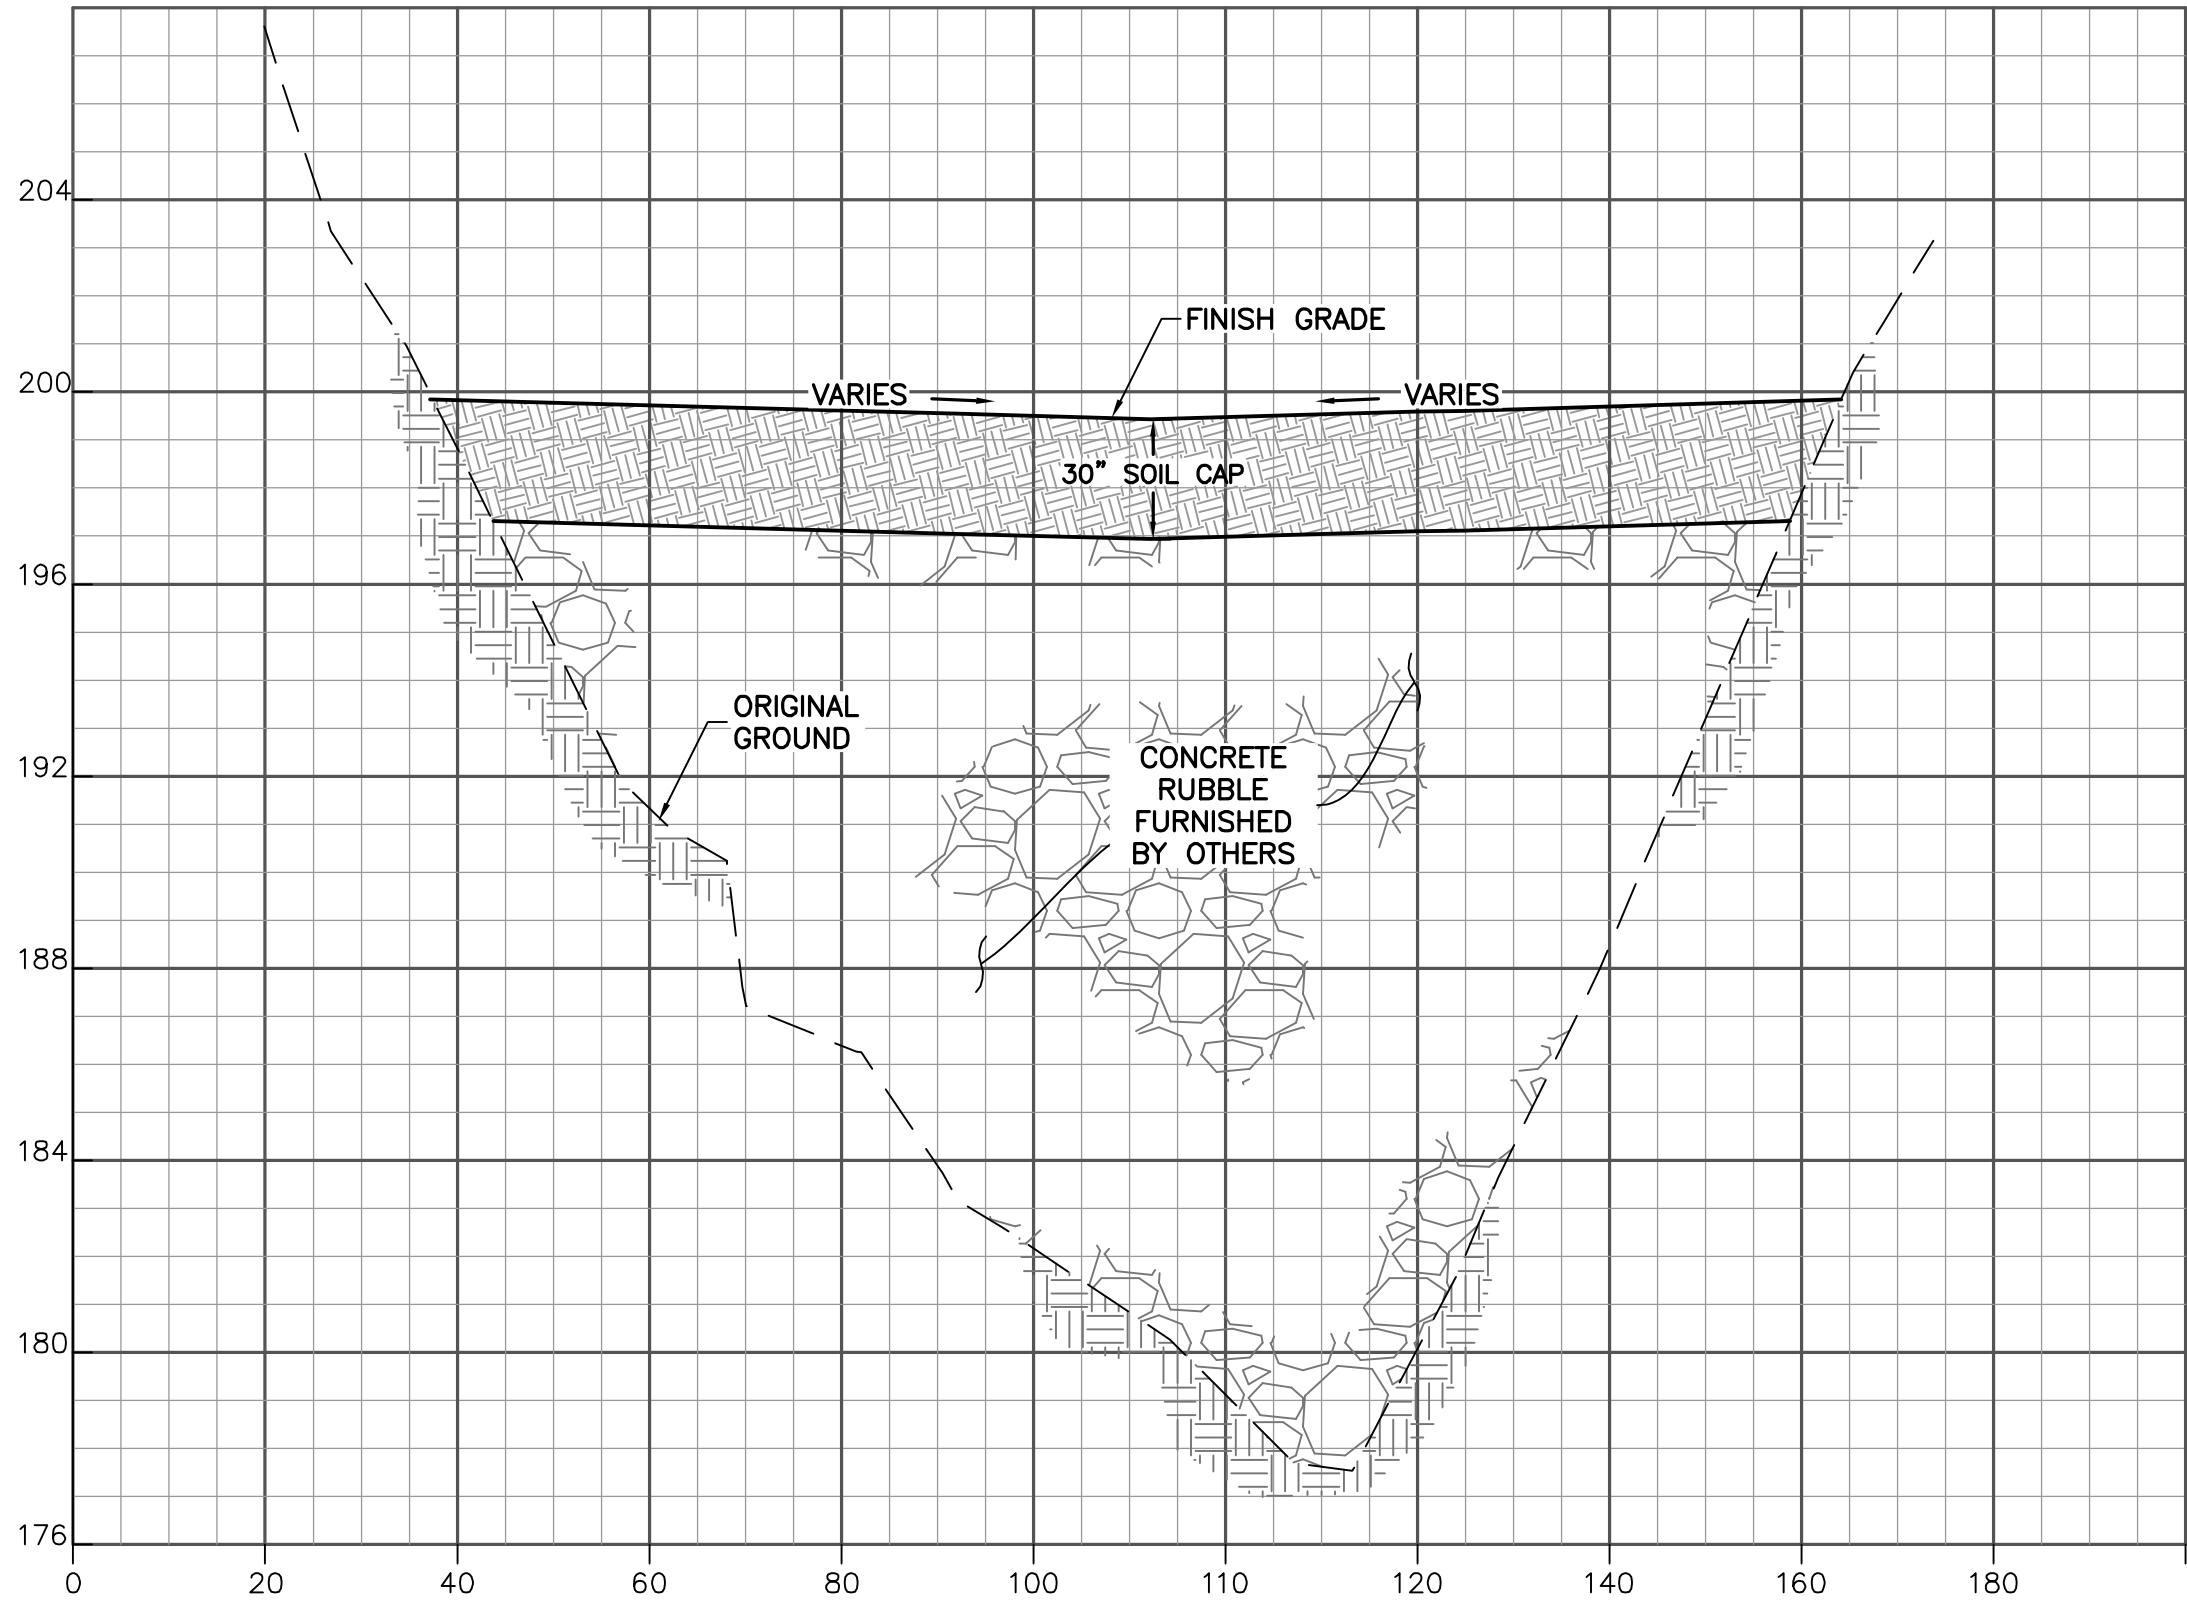 204
FINISH GRADE
200
VARIES
VARIES
30” SOIL CAP
196
ORIGINAL
GROUND
192
CONCRETE
RUBBLE
FURNISHED
BY OTHERS
188
184
180
176
0 20 40 60 80 100 110 120 140 160 180